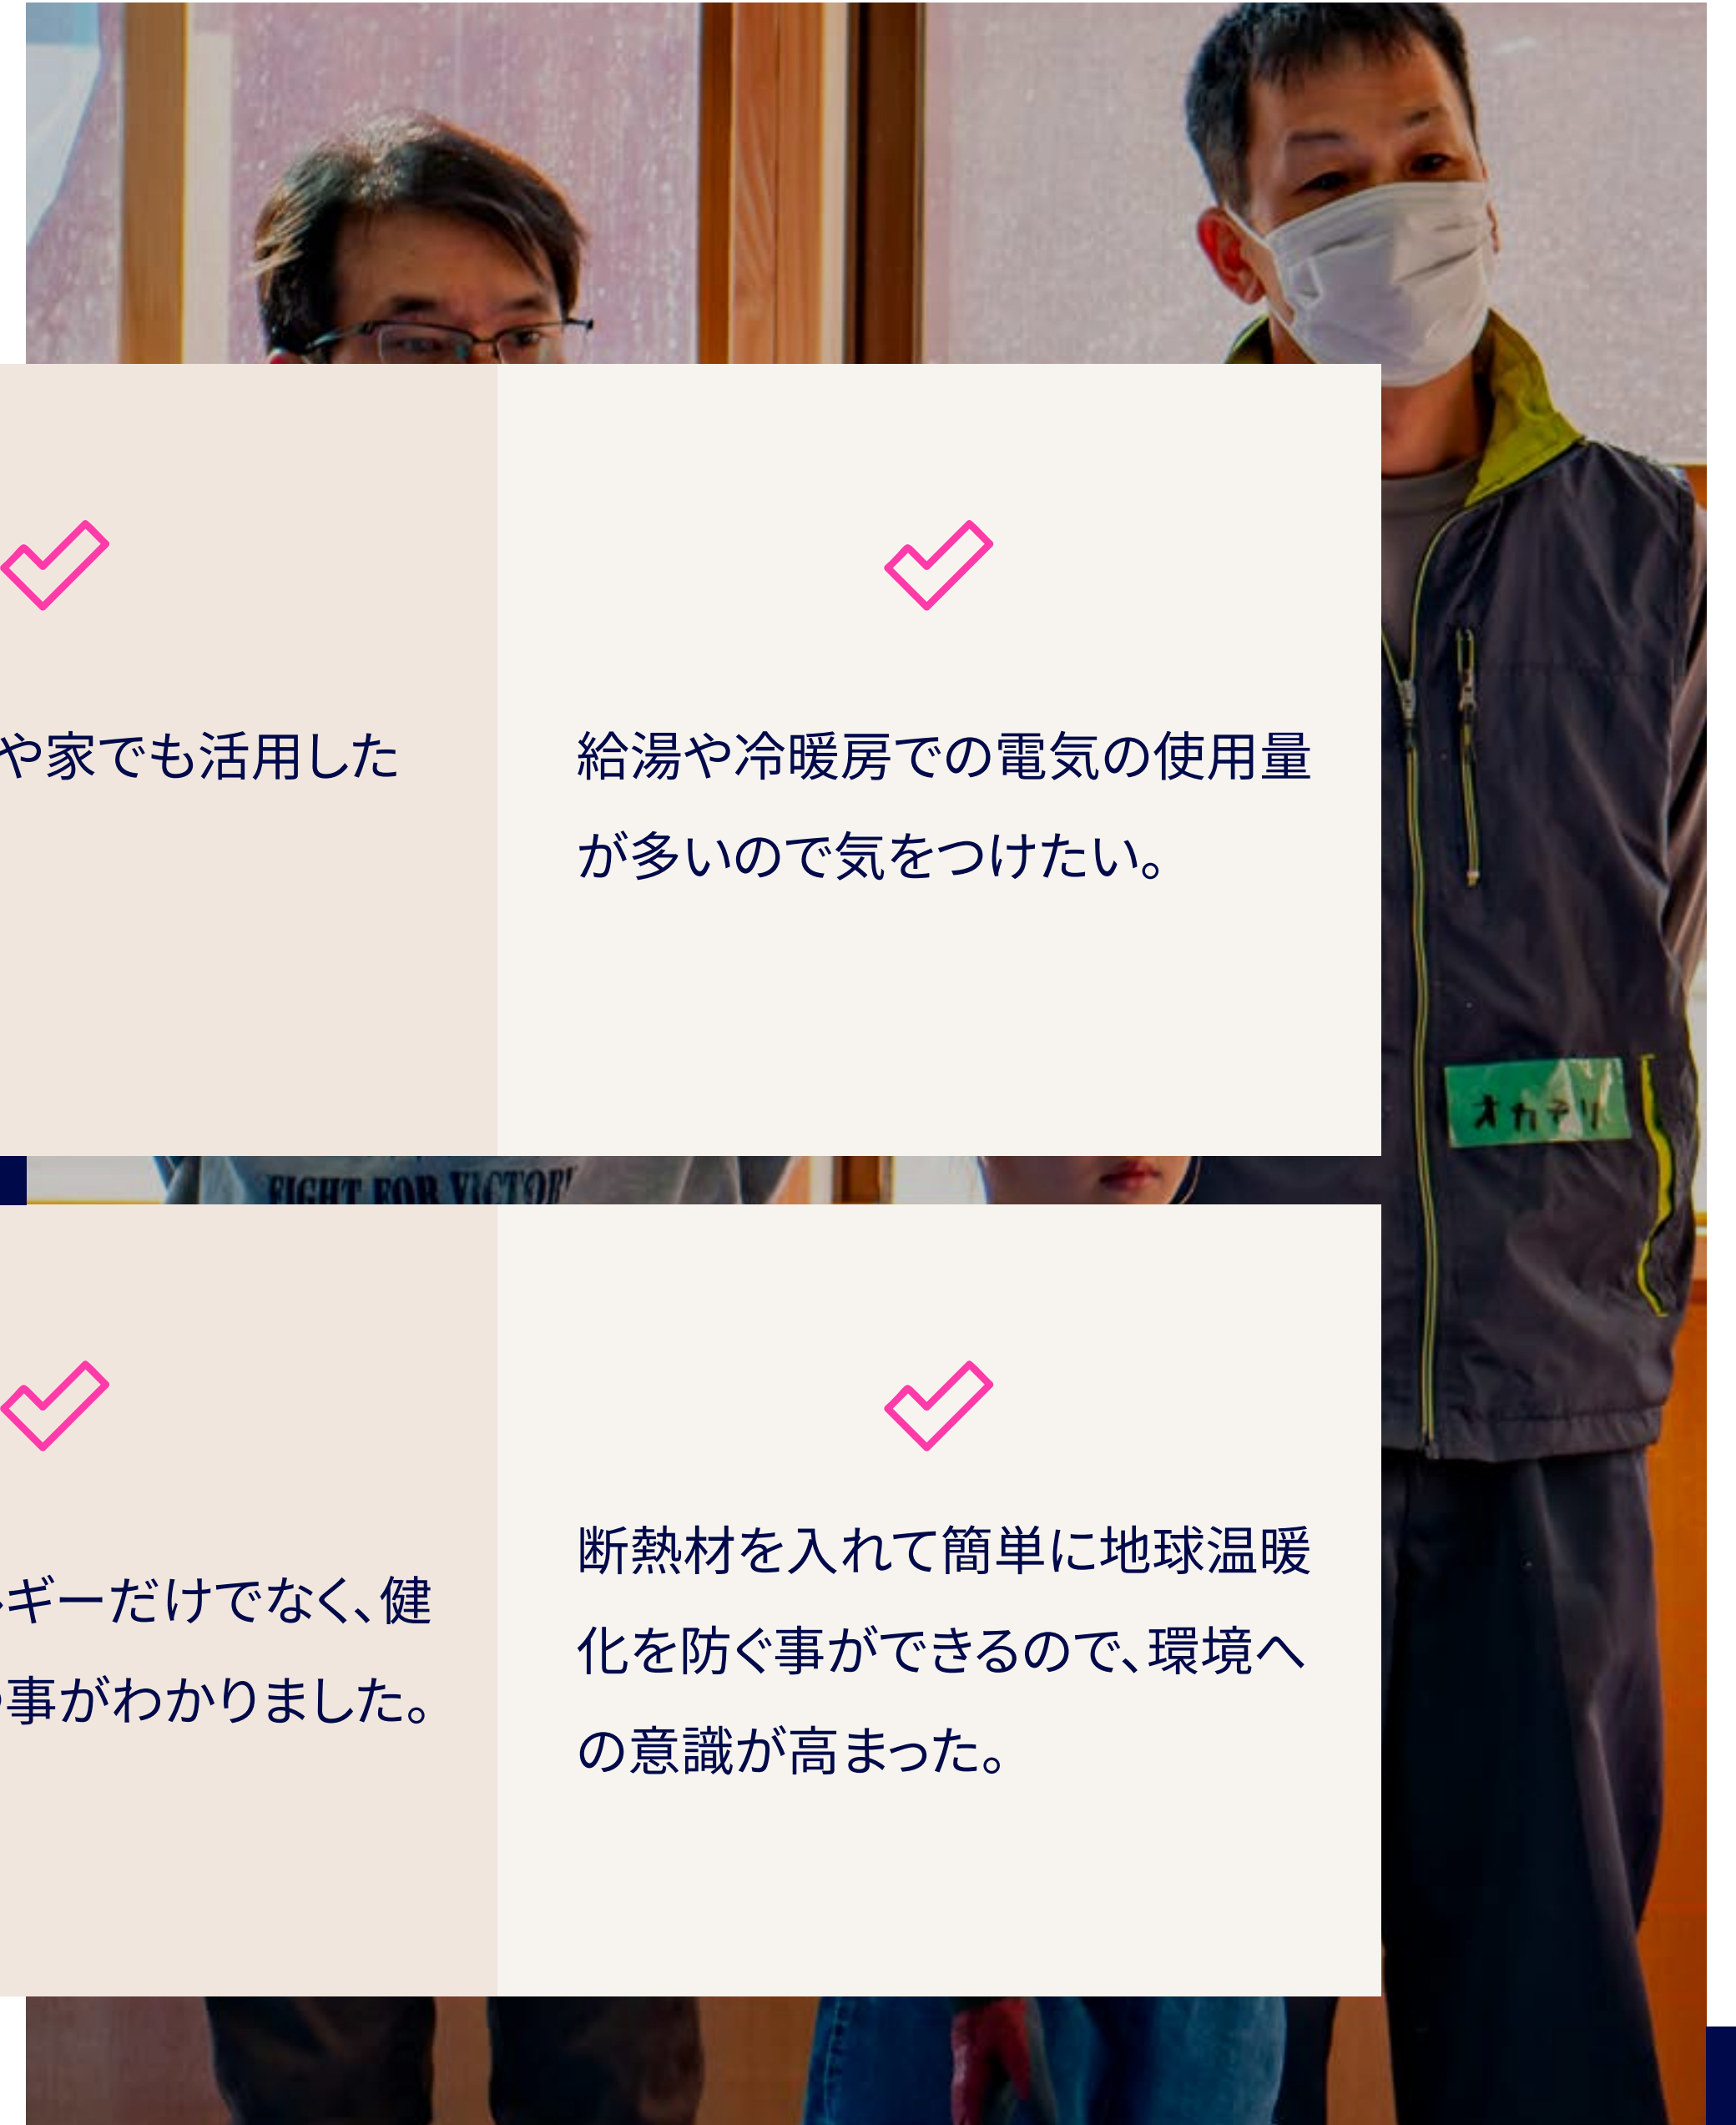 や家でも活用した
給湯や冷暖房での電気の使用量
が多いので気をつけたい。
オカモリ
FIGHT FOR VICTORY
ギーだけでなく、健
事がわかりました。
断熱材を入れて簡単に地球温暖
化を防ぐ事ができるので、環境へ
の意識が高まった。